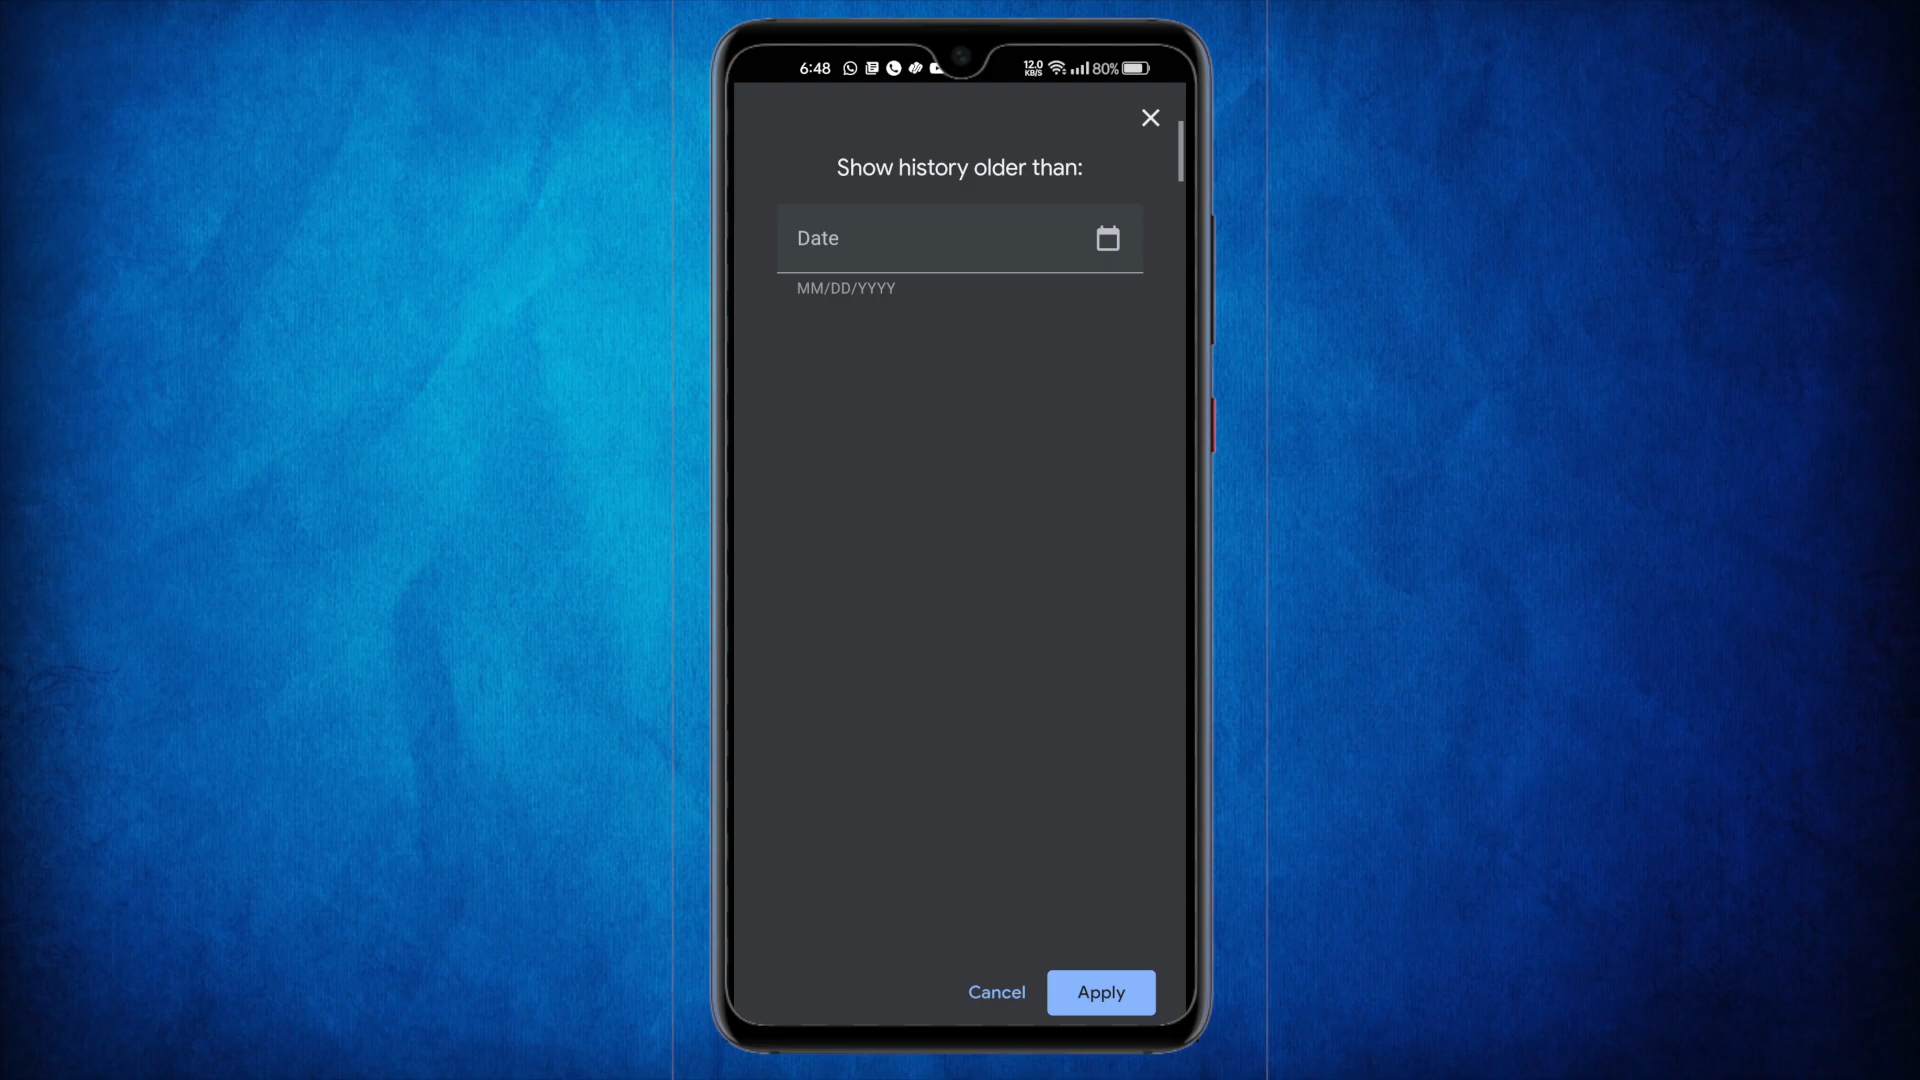 6:48 12.0 KB/S 80%
Show history older than:
Date
MM/DD/YYYY
Cancel Apply